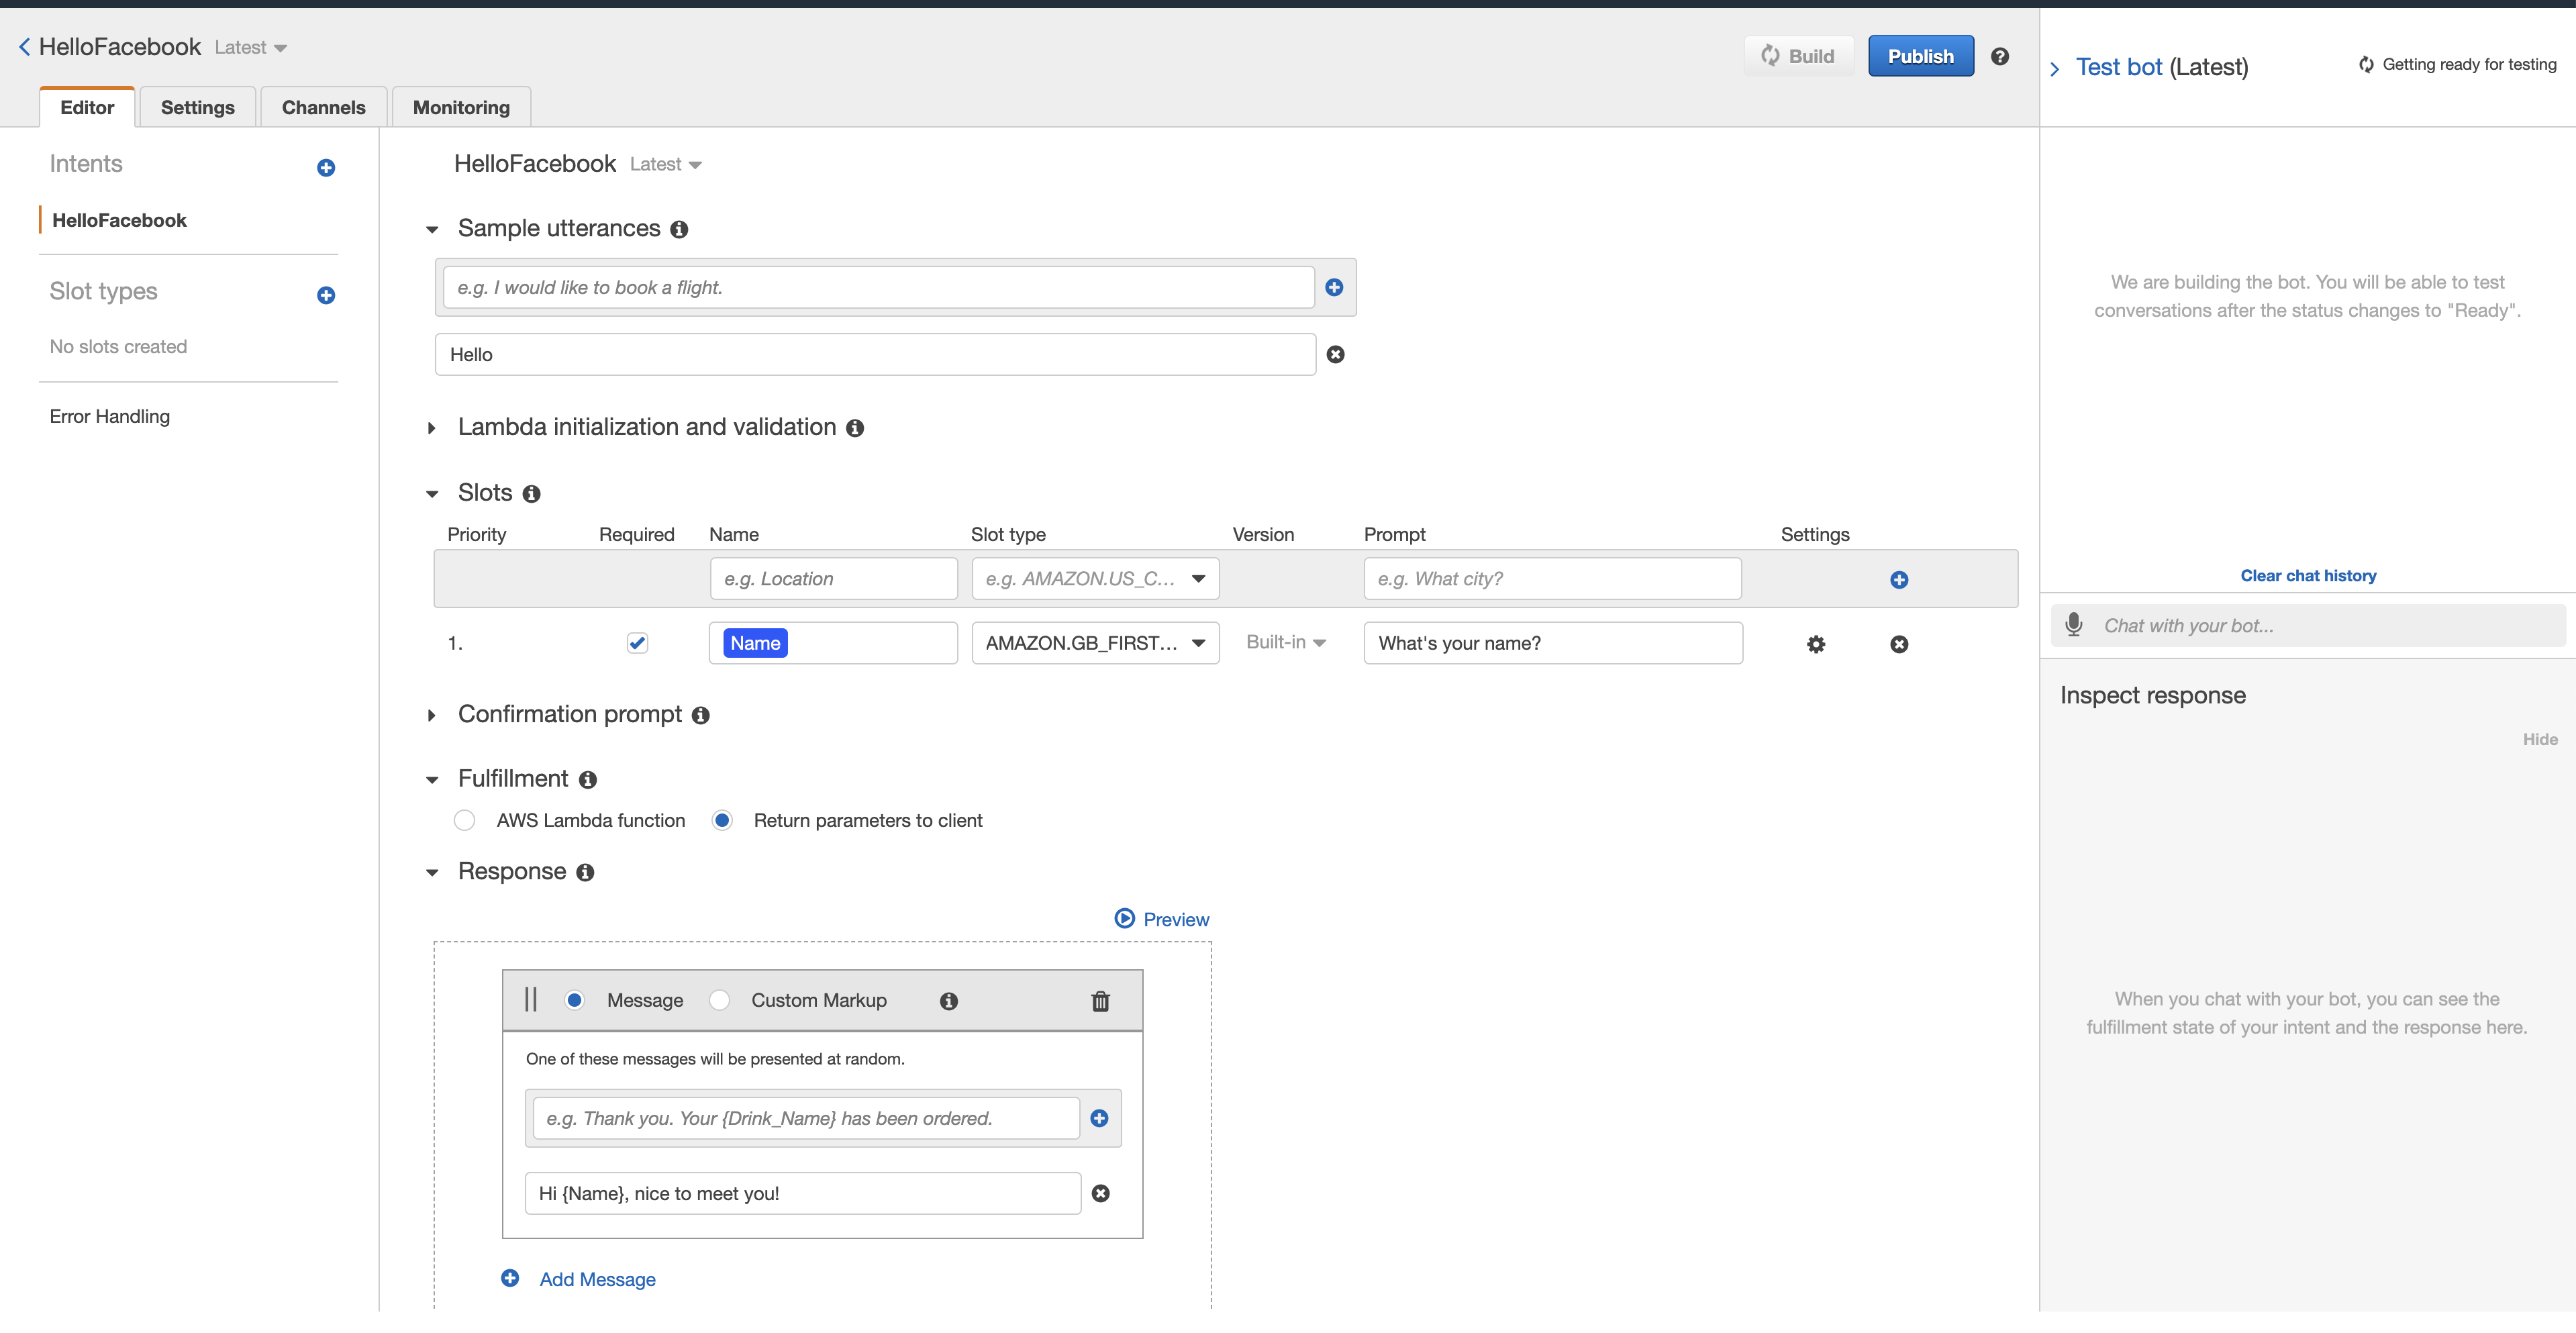 HelloFacebook Latest
Build
Publish
Test bot (Latest)
Getting ready for testing
Editor
Settings
Channels
Monitoring
Intents
HelloFacebook
Slot types
No slots created
Error Handling
HelloFacebook Latest
Sample utterances
e.g. I would like to book a flight.
Hello
Lambda initialization and validation
Slots
Priority Required Name Slot type Version Prompt Settings
e.g. Location e.g. AMAZON.US_C... e.g. What city?
1. Name AMAZON.GB_FIRST... Built-in What's your name?
Confirmation prompt
Fulfillment
AWS Lambda function Return parameters to client
Response
Preview
Message Custom Markup
One of these messages will be presented at random.
e.g. Thank you. Your {Drink_Name} has been ordered.
Hi {Name}, nice to meet you!
Add Message
We are building the bot. You will be able to test
conversations after the status changes to "Ready".
Clear chat history
Chat with your bot...
Inspect response
Hide
When you chat with your bot, you can see the
fulfillment state of your intent and the response here.